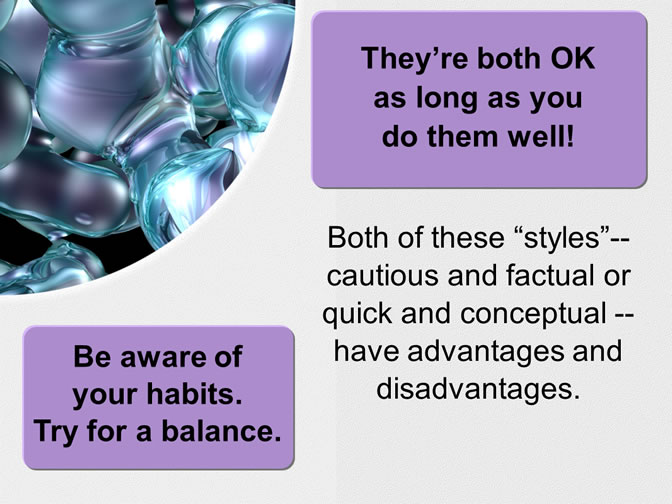 They’re both OK
as long as you
do them well!
Both of these “styles”--
cautious and factual or
quick and conceptual --
have advantages and
disadvantages.
Be aware of
your habits.
Try for a balance.